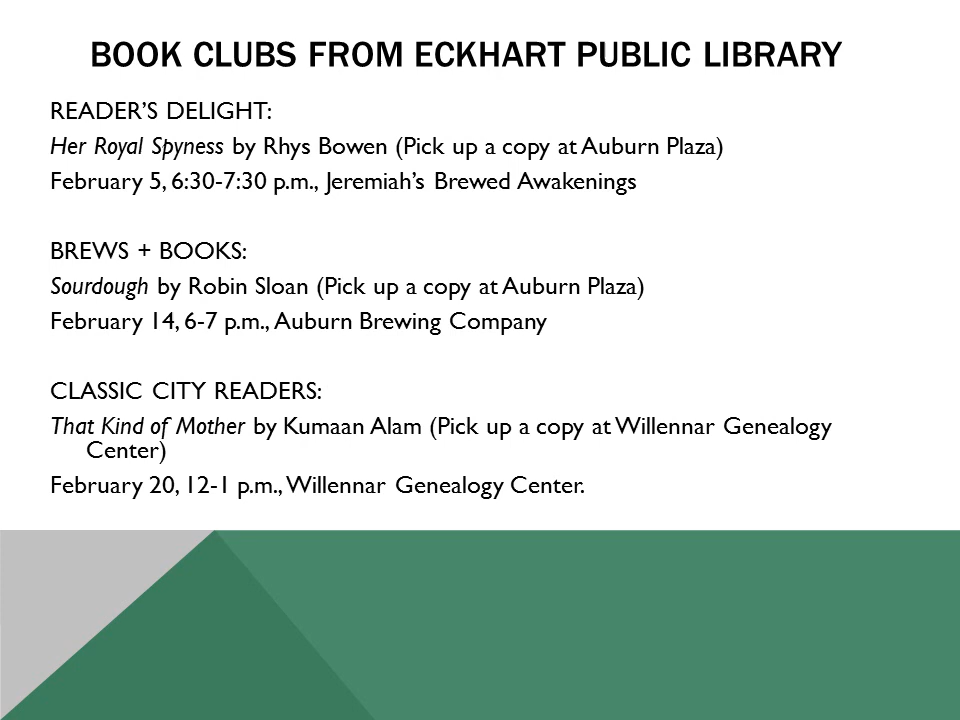 BOOK CLUBS FROM ECKHART PUBLIC LIBRARY
READER’S DELIGHT:
Her Royal Spyness by Rhys Bowen (Pick up a copy at Auburn Plaza)
February 5, 6:30-7:30 p.m., Jeremiah’s Brewed Awakenings
BREWS + BOOKS:
Sourdough by Robin Sloan (Pick up a copy at Auburn Plaza)
February 14, 6-7 p.m., Auburn Brewing Company
CLASSIC CITY READERS:
That Kind of Mother by Kumaan Alam (Pick up a copy at Willennar Genealogy
Center)
February 20, 12-1 p.m., Willennar Genealogy Center.